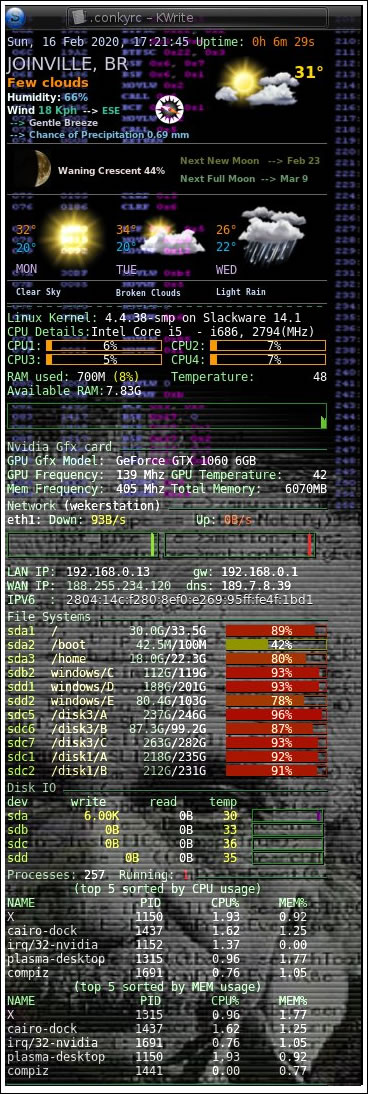 .conkyrc – KWrite
Sun, 16 Feb 2020, 17:21:45 Uptime: 0h 6m 29s
JOINVILLE, BR
31°
Few clouds
Humidity: 66%
Wind 18 Kph --> ESE
--> Gentle Breeze
--> Chance of Precipitation 0.69 mm
Waning Crescent 44%
Next New Moon --> Feb 23
Next Full Moon --> Mar 9
32° 34° 26°
20° 20° 22°
MON TUE WED
Clear Sky Broken Clouds Light Rain
Linux Kernel: 4.4.38-smp on Slackware 14.1
CPU Details:Intel Core i5 - i686, 2794(MHz)
CPU1: 6% CPU2: 7%
CPU3: 5% CPU4: 7%
RAM used: 700M (8%) Temperature: 48
Available RAM:7.83G
Nvidia Gfx card
GPU Gfx Model: GeForce GTX 1060 6GB
GPU Frequency: 139 Mhz GPU Temperature: 42
Mem Frequency: 405 Mhz Total Memory: 6070MB
Network (wekerstation)
eth1: Down: 93B/s Up: 0B/s
LAN IP: 192.168.0.13 gw: 192.168.0.1
WAN IP: 188.255.234.120 dns: 189.7.8.39
IPV6 : 2804:14c:f280:8ef0:e269:95ff:fe4f:1bd1
File Systems
sda1 / 30.0G/33.5G 89%
sda2 /boot 42.5M/100M 42%
sda3 /home 18.0G/22.3G 80%
sdb2 windows/C 112G/119G 93%
sdd1 windows/D 188G/201G 93%
sdd2 windows/E 80.4G/103G 78%
sdc5 /disk3/A 237G/246G 96%
sdc6 /disk3/B 87.3G/99.2G 87%
sdc7 /disk3/C 263G/282G 93%
sdc1 /disk1/A 218G/235G 92%
sdc2 /disk1/B 212G/231G 91%
Disk IO
dev write read temp
sda 6.00K 0B 30
sdb 0B 0B 33
sdc 0B 0B 36
sdd 0B 0B 35
Processes: 257 Running: 1
(top 5 sorted by CPU usage)
NAME PID CPU% MEM%
X 1150 1.93 0.92
cairo-dock 1437 1.62 1.25
irq/32-nvidia 1152 1.37 0.00
plasma-desktop 1315 0.96 1.77
compiz 1691 0.76 1.05
(top 5 sorted by MEM usage)
NAME PID CPU% MEM%
X 1315 0.96 1.77
cairo-dock 1437 1.62 1.25
irq/32-nvidia 1691 0.76 1.05
plasma-desktop 1150 1.93 0.92
compiz 1441 0.00 0.77